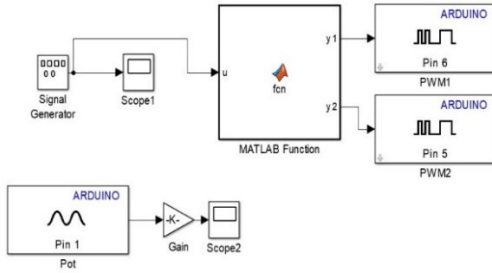 Signal
Generator
Scope1
u
fcn
y1
y2
MATLAB Function
ARDUINO
Pin 6
PWM1
ARDUINO
Pin 5
PWM2
ARDUINO
Pin 1
Pot
-K-
Gain
Scope2